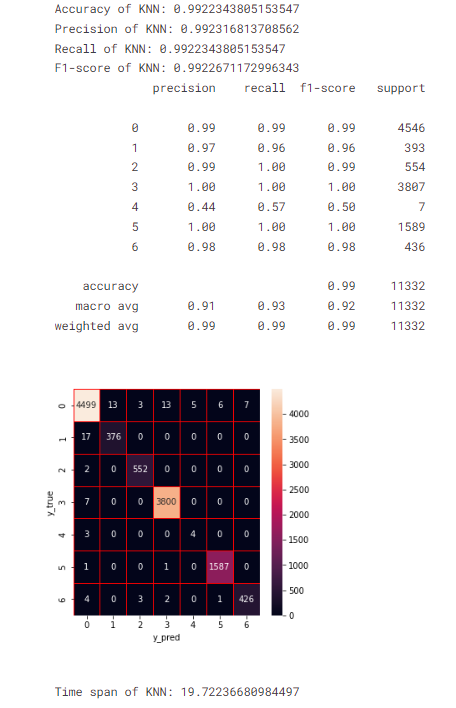 Accuracy of KNN: 0.9922343805153547
Precision of KNN: 0.992316813708562
Recall of KNN: 0.9922343805153547
F1-score of KNN: 0.9922671172996343
precision recall f1-score support
0 0.99 0.99 0.99 4546
1 0.97 0.96 0.96 393
2 0.99 1.00 0.99 554
3 1.00 1.00 1.00 3807
4 0.44 0.57 0.50 7
5 1.00 1.00 1.00 1589
6 0.98 0.98 0.98 436
accuracy 0.99 11332
macro avg 0.91 0.93 0.92 11332
weighted avg 0.99 0.99 0.99 11332
0 4499 13 3 13 5 6 7
1 17 376 0 0 0 0 0
2 2 0 552 0 0 0 0
3 7 0 0 3800 0 0 0
4 3 0 0 0 4 0 0
5 1 0 0 1 0 1587 0
6 4 0 3 2 0 1 426
0 1 2 3 4 5 6
y_true
y_pred
4000
3500
3000
2500
2000
1500
1000
500
0
Time span of KNN: 19.72236680984497